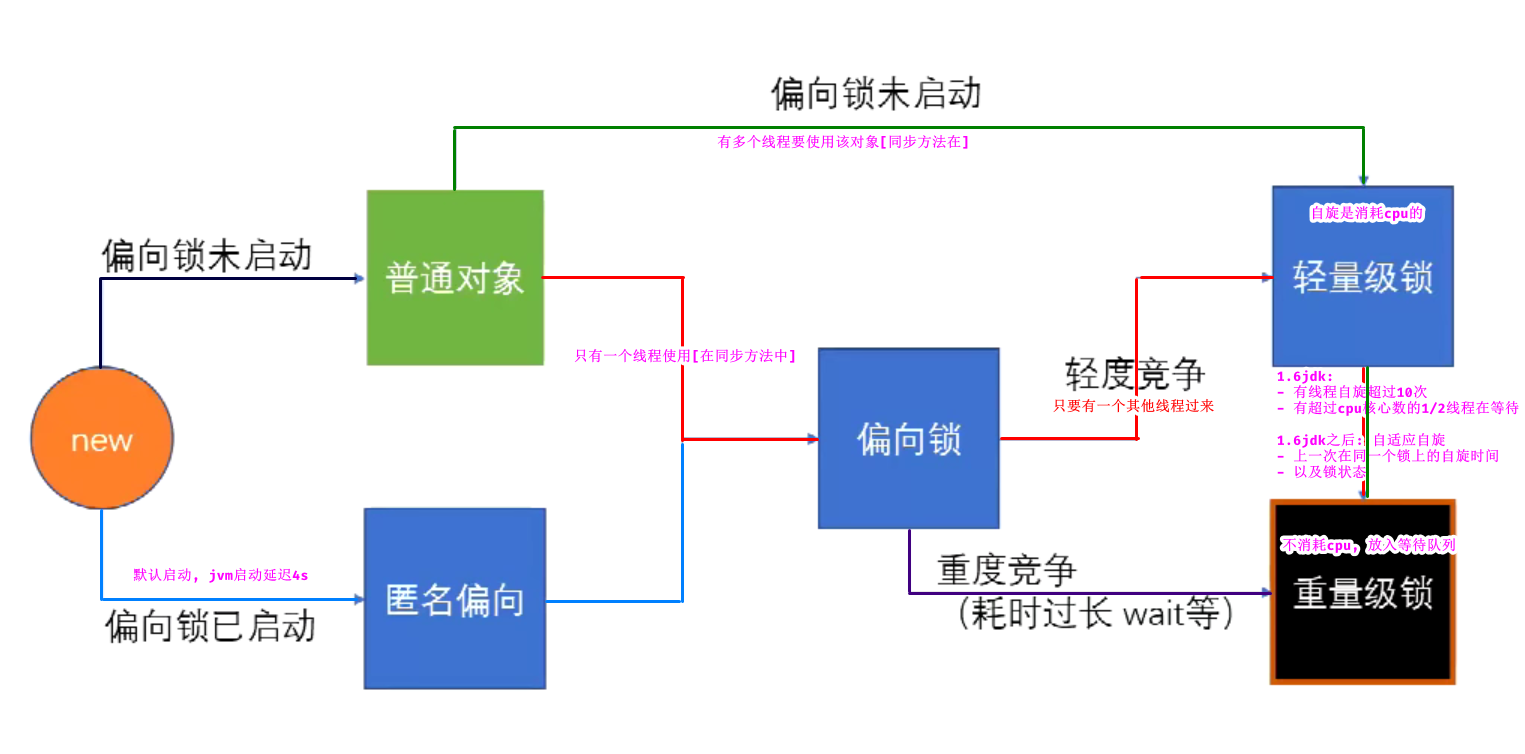 偏向锁未启动
有多个线程要使用该对象[同步方法在]
偏向锁未启动
普通对象
自旋是消耗cpu的
轻量级锁
只有一个线程使用[在同步方法中]
new
偏向锁
轻度竞争
只要有一个其他线程过来
1.6jdk:
- 有线程自旋超过10次
- 有超过cpu核心数的1/2线程在等待
1.6jdk之后: 自适应自旋
- 上一次在同一个锁上的自旋时间
- 以及锁状态
默认启动, jvm启动延迟4s
偏向锁已启动
匿名偏向
重度竞争
(耗时过长 wait等)
不消耗cpu, 放入等待队列
重量级锁